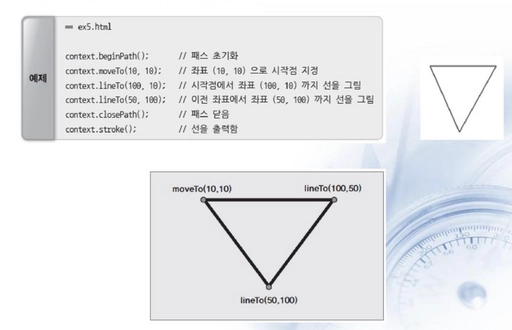 == ex5.html
예제
context.beginPath(); // 패스 초기화
context.moveTo(10, 10); // 좌표 (10, 10) 으로 시작점 지정
context.lineTo(100, 10); // 시작점에서 좌표 (100, 10) 까지 선을 그림
context.lineTo(50, 100); // 이전 좌표에서 좌표 (50, 100) 까지 선을 그림
context.closePath(); // 패스 닫음
context.stroke(); // 선을 출력함
moveTo(10,10) lineTo(100,50)
lineTo(50,100)